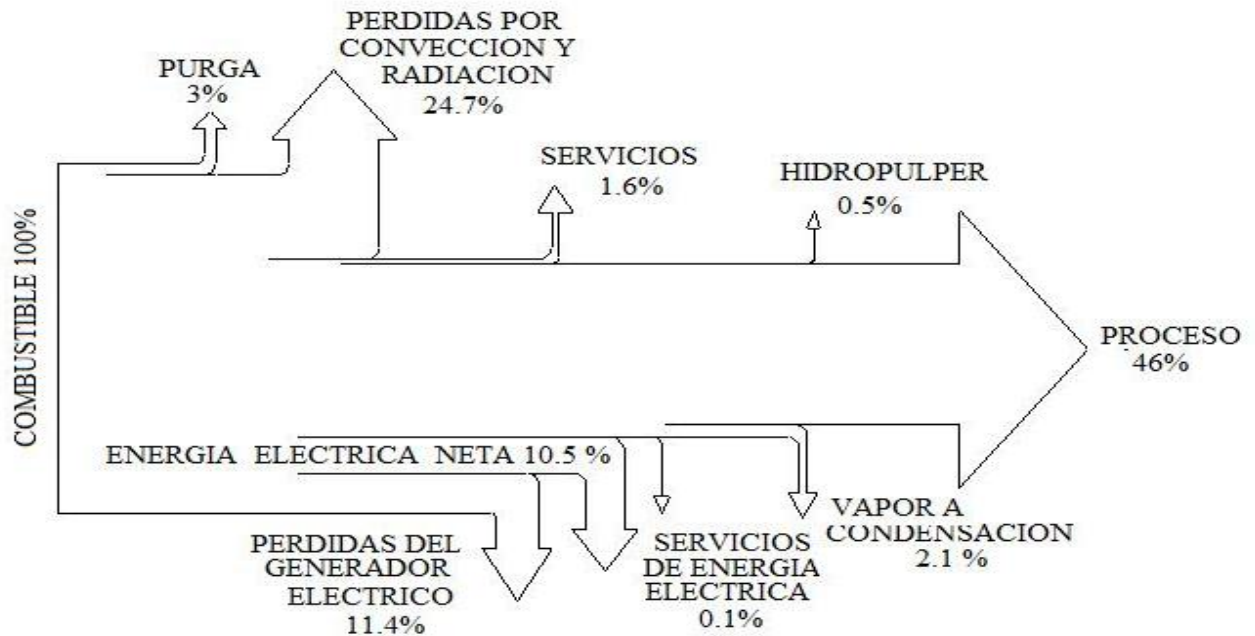 PERDIDAS POR
CONVECCION Y
RADIACION
24.7%
PURGA
3%
SERVICIOS
1.6%
HIDROPULPER
0.5%
COMBUSTIBLE 100%
PROCESO
46%
ENERGIA ELECTRICA NETA 10.5 %
PERDIDAS DEL
GENERADOR
ELECTRICO
11.4%
SERVICIOS
DE ENERGIA
ELECTRICA
0.1%
VAPOR A
CONDENSACION
2.1 %